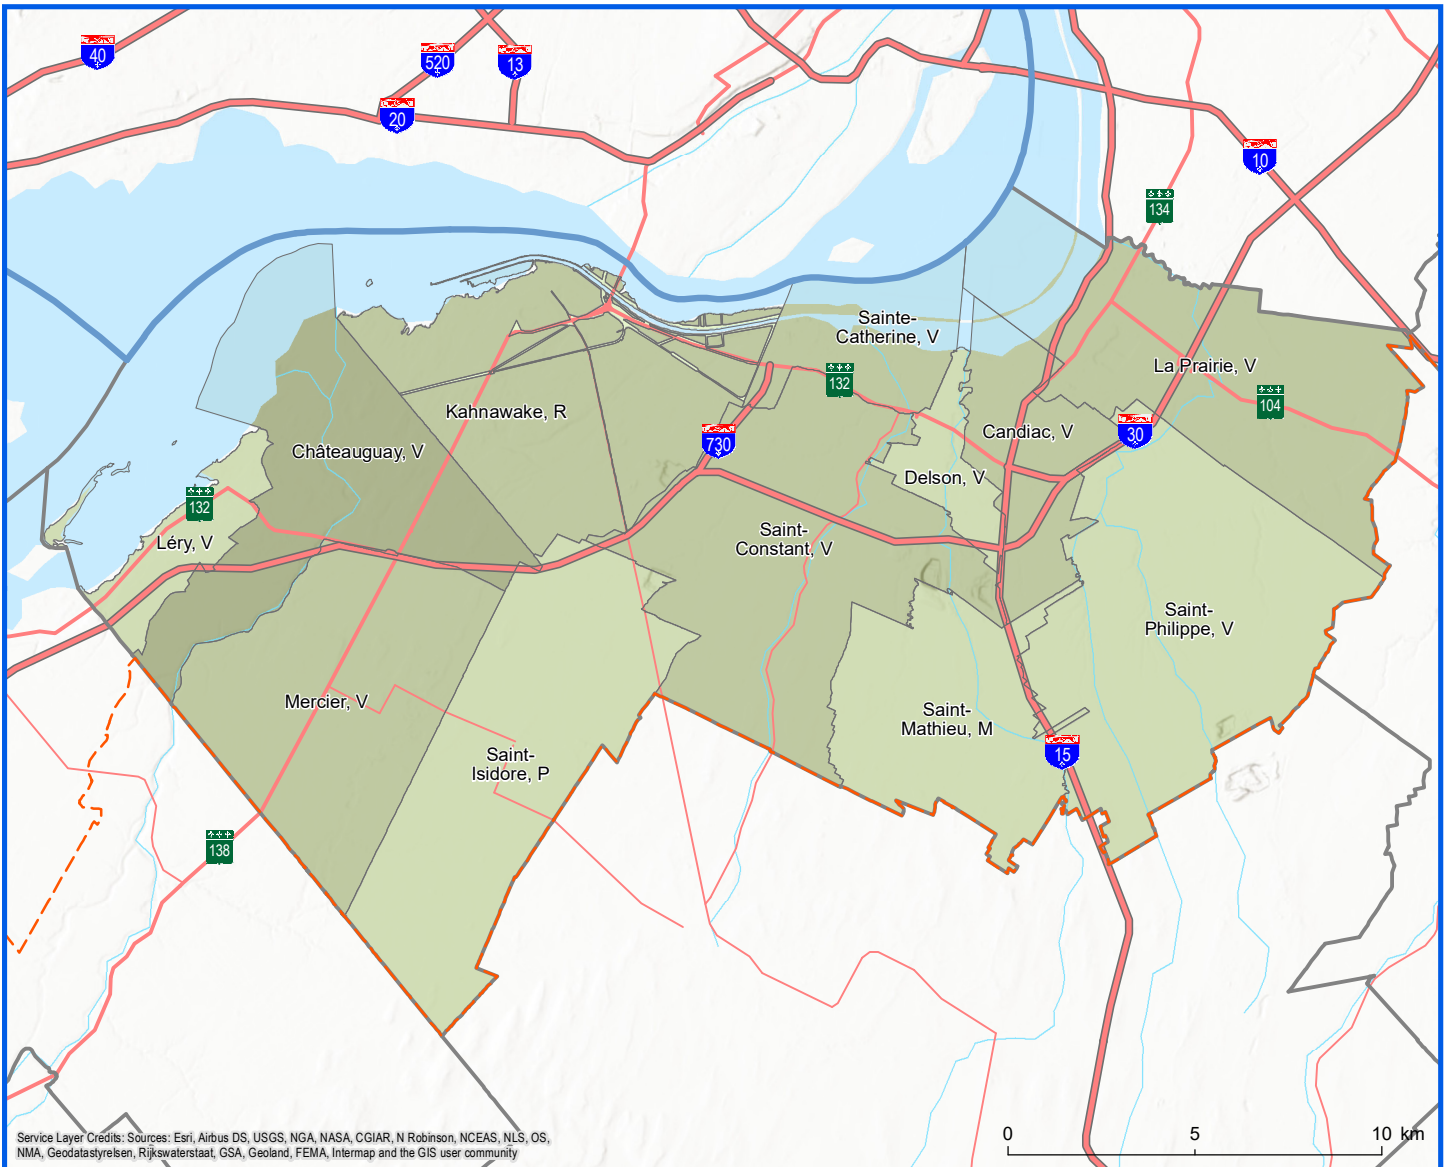 40
520
13
20
10
134
Sainte-
Catherine, V
La Prairie, V
132
104
Kahnawake, R
Candiac, V
30
730
Châteauguay, V
Delson, V
132
Léry, V
Saint-
Constant, V
Saint-
Philippe, V
Mercier, V
Saint-
Mathieu, M
15
Saint-
Isidore, P
138
0 5 10 km
Service Layer Credits: Sources: Esri, Airbus DS, USGS, NGA, NASA, CGIAR, N Robinson, NCEAS, NLS, OS,
NMA, Geodatastyrelsen, Rijkswaterstaat, GSA, Geoland, FEMA, Intermap and the GIS user community